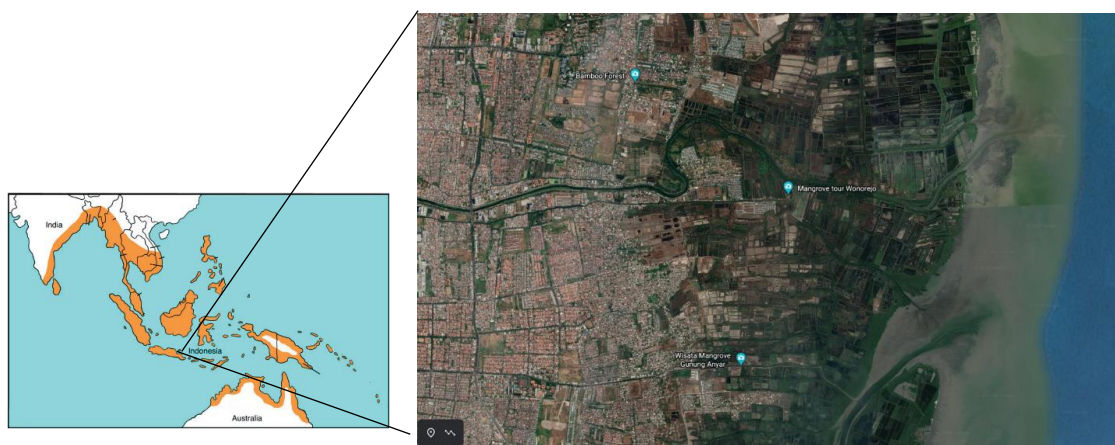 India
Indonesia
Australia
Bamboo Forest
Mangrove tour Wonorejo
Wisata Mangrove
Gunung Anyar